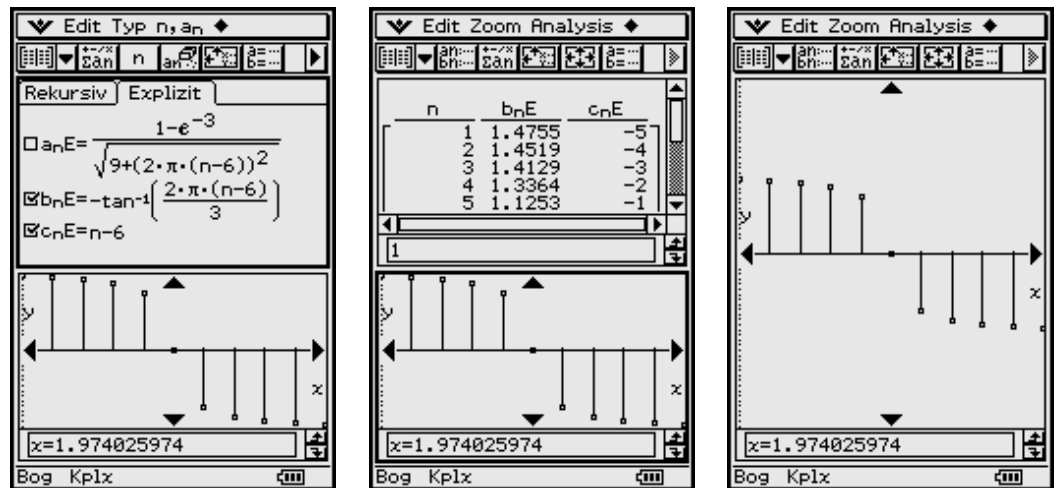 Edit Typ n,aₙ ◆
n
Rekursiv Explizit
☐aₙE=(1-e^-3)/√(9+(2·π·(n-6))²)
☑bₙE=-tan⁻¹((2·π·(n-6))/3)
☑cₙE=n-6
y
x
x=1.974025974
Bog Kplx
Edit Zoom Analysis ◆
n bₙE cₙE
1 1.4755 -5
2 1.4519 -4
3 1.4129 -3
4 1.3364 -2
5 1.1253 -1
1
y
x
x=1.974025974
Bog Kplx
Edit Zoom Analysis ◆
y
x
x=1.974025974
Bog Kplx